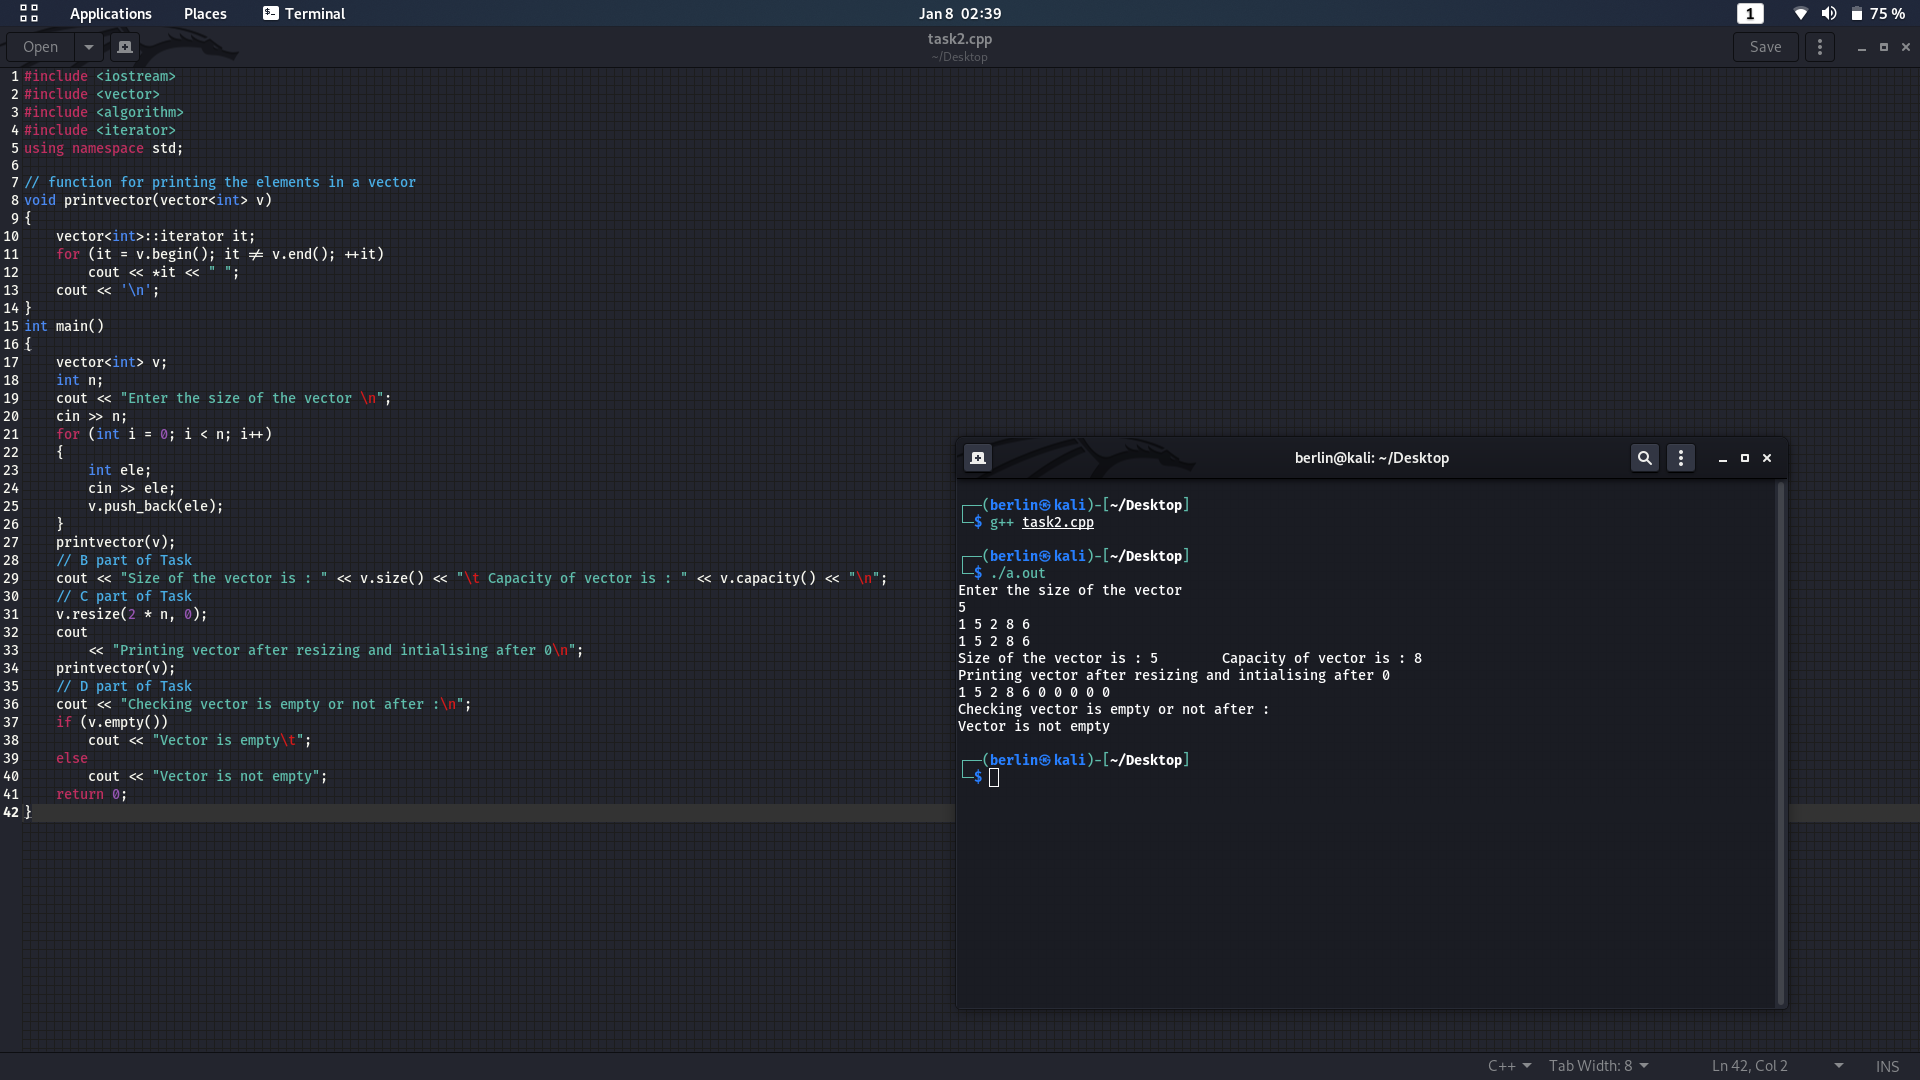 Applications Places Terminal Jan 8 02:39 1 75 %
Open task2.cpp Save
~/Desktop
1 #include <iostream>
2 #include <vector>
3 #include <algorithm>
4 #include <iterator>
5 using namespace std;
6
7 // function for printing the elements in a vector
8 void printvector(vector<int> v)
9 {
10     vector<int>::iterator it;
11     for (it = v.begin(); it != v.end(); ++it)
12         cout << *it << " ";
13     cout << '\n';
14 }
15 int main()
16 {
17     vector<int> v;
18     int n;
19     cout << "Enter the size of the vector \n";
20     cin >> n;
21     for (int i = 0; i < n; i++)
22     {
23         int ele;
24         cin >> ele;
25         v.push_back(ele);
26     }
27     printvector(v);
28     // B part of Task
29     cout << "Size of the vector is : " << v.size() << "\t Capacity of vector is : " << v.capacity() << "\n";
30     // C part of Task
31     v.resize(2 * n, 0);
32     cout
33         << "Printing vector after resizing and intialising after 0\n";
34     printvector(v);
35     // D part of Task
36     cout << "Checking vector is empty or not after :\n";
37     if (v.empty())
38         cout << "Vector is empty\t";
39     else
40         cout << "Vector is not empty";
41     return 0;
42 }
berlin@kali: ~/Desktop
┌──(berlin㉿kali)-[~/Desktop]
└─$ g++ task2.cpp
┌──(berlin㉿kali)-[~/Desktop]
└─$ ./a.out
Enter the size of the vector
5
1 5 2 8 6
1 5 2 8 6
Size of the vector is : 5        Capacity of vector is : 8
Printing vector after resizing and intialising after 0
1 5 2 8 6 0 0 0 0 0
Checking vector is empty or not after :
Vector is not empty
┌──(berlin㉿kali)-[~/Desktop]
└─$
C++ Tab Width: 8 Ln 42, Col 2 INS